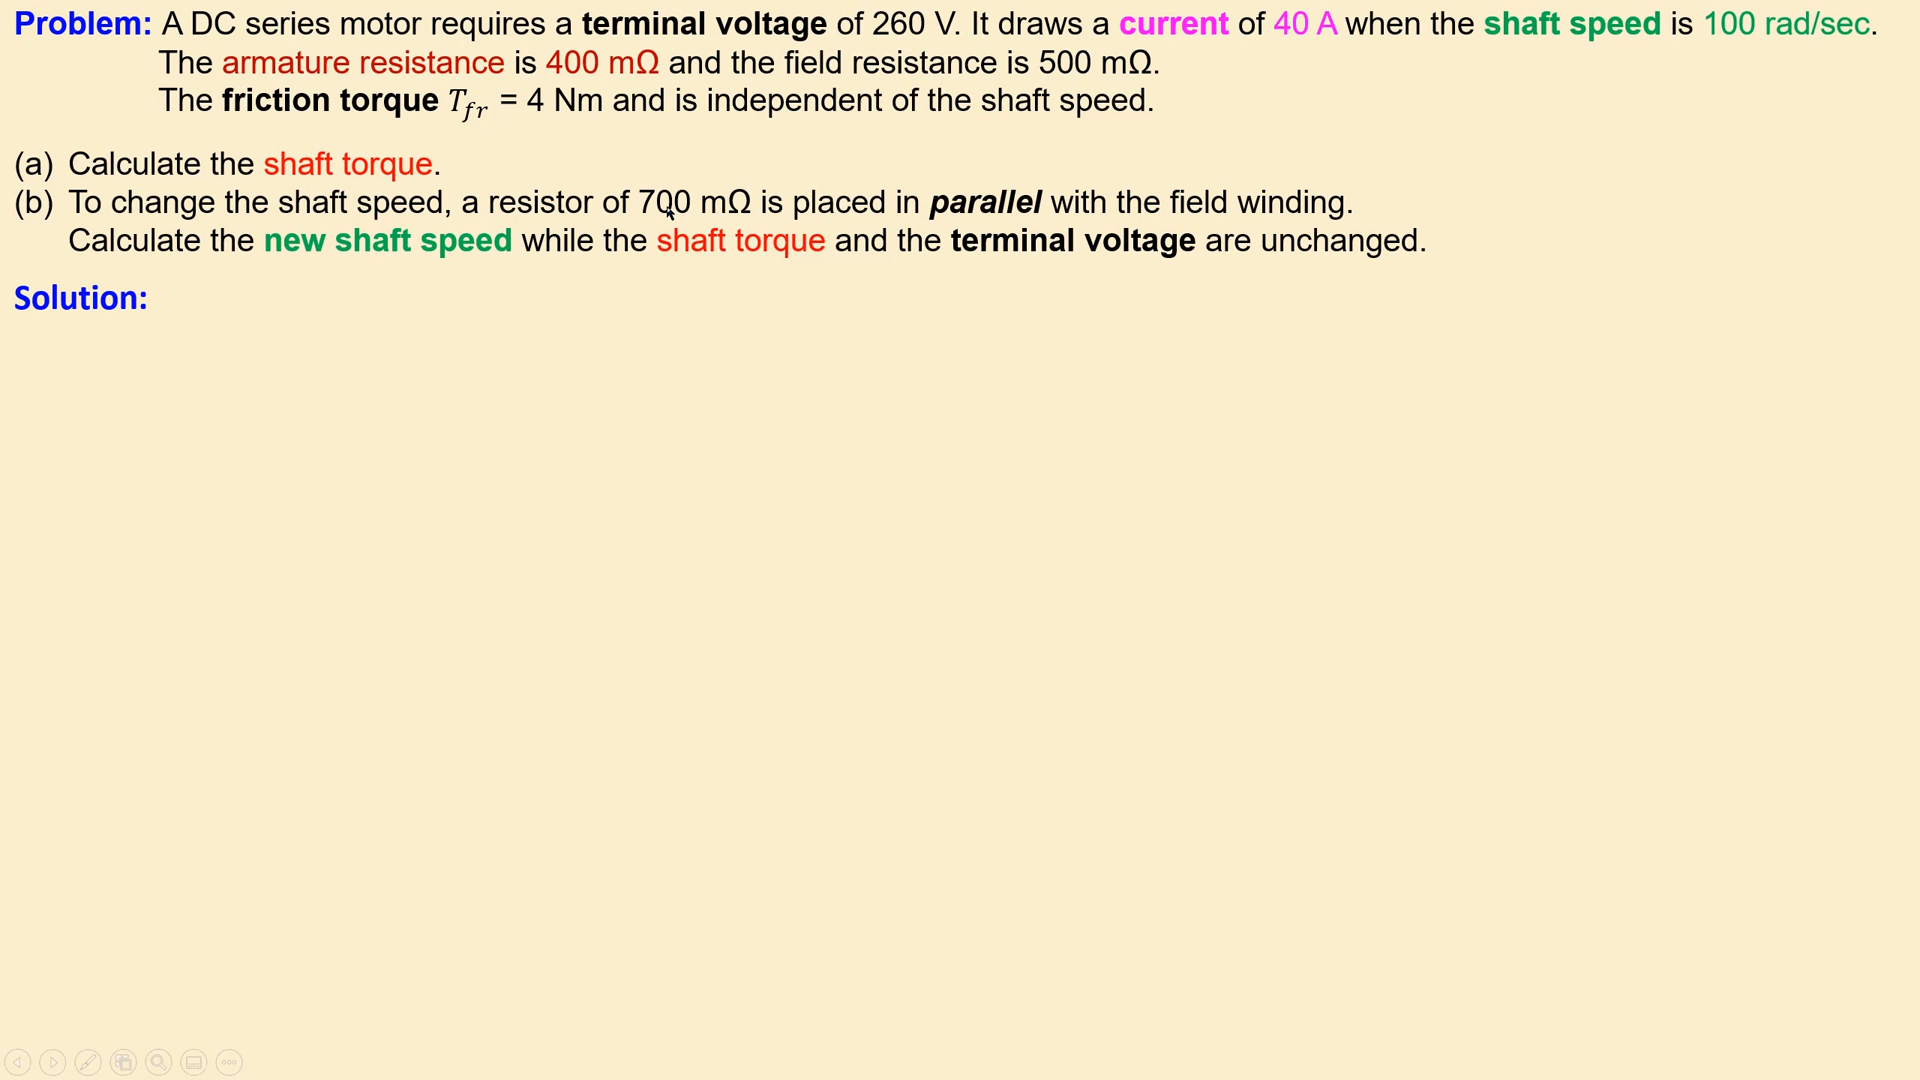 Problem: A DC series motor requires a terminal voltage of 260 V. It draws a current of 40 A when the shaft speed is 100 rad/sec.
The armature resistance is 400 mΩ and the field resistance is 500 mΩ.
The friction torque T_fr = 4 Nm and is independent of the shaft speed.
(a) Calculate the shaft torque.
(b) To change the shaft speed, a resistor of 700 mΩ is placed in parallel with the field winding.
Calculate the new shaft speed while the shaft torque and the terminal voltage are unchanged.
Solution: